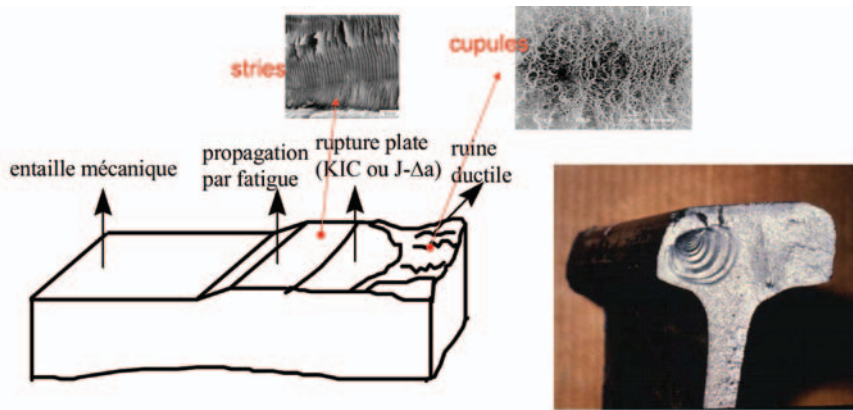 stries
cupules
entaille mécanique
propagation
par fatigue
rupture plate
(KIC ou J-Δa)
ruine
ductile